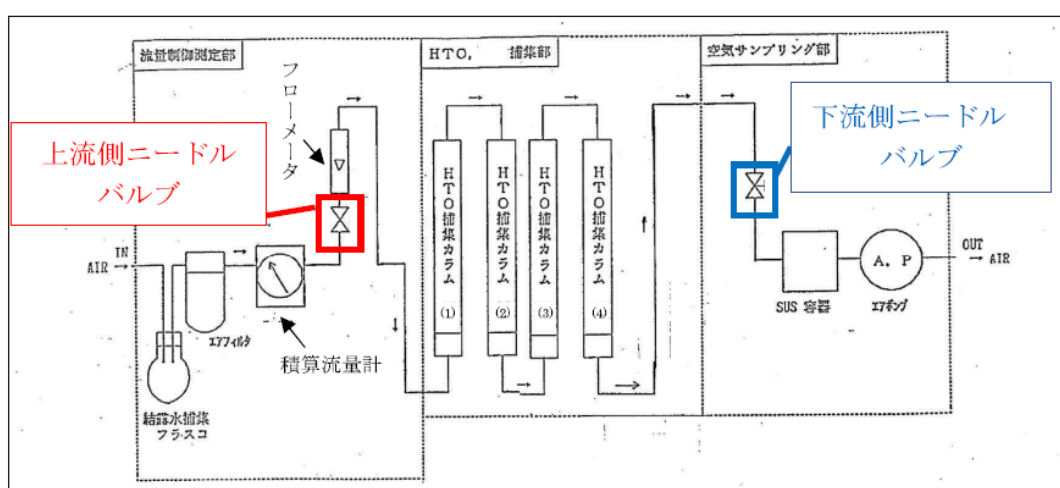 流量制御測定部
HTO, 捕集部
空気サンプリング部
フローメータ
上流側ニードル
バルブ
下流側ニードル
バルブ
HTO捕集カラム
(1)
HTO捕集カラム
(2)
HTO捕集カラム
(3)
HTO捕集カラム
(4)
IN
AIR
OUT
AIR
A, P
SUS 容器
エアポンプ
エアフィルタ
積算流量計
結露水捕集
フラスコ